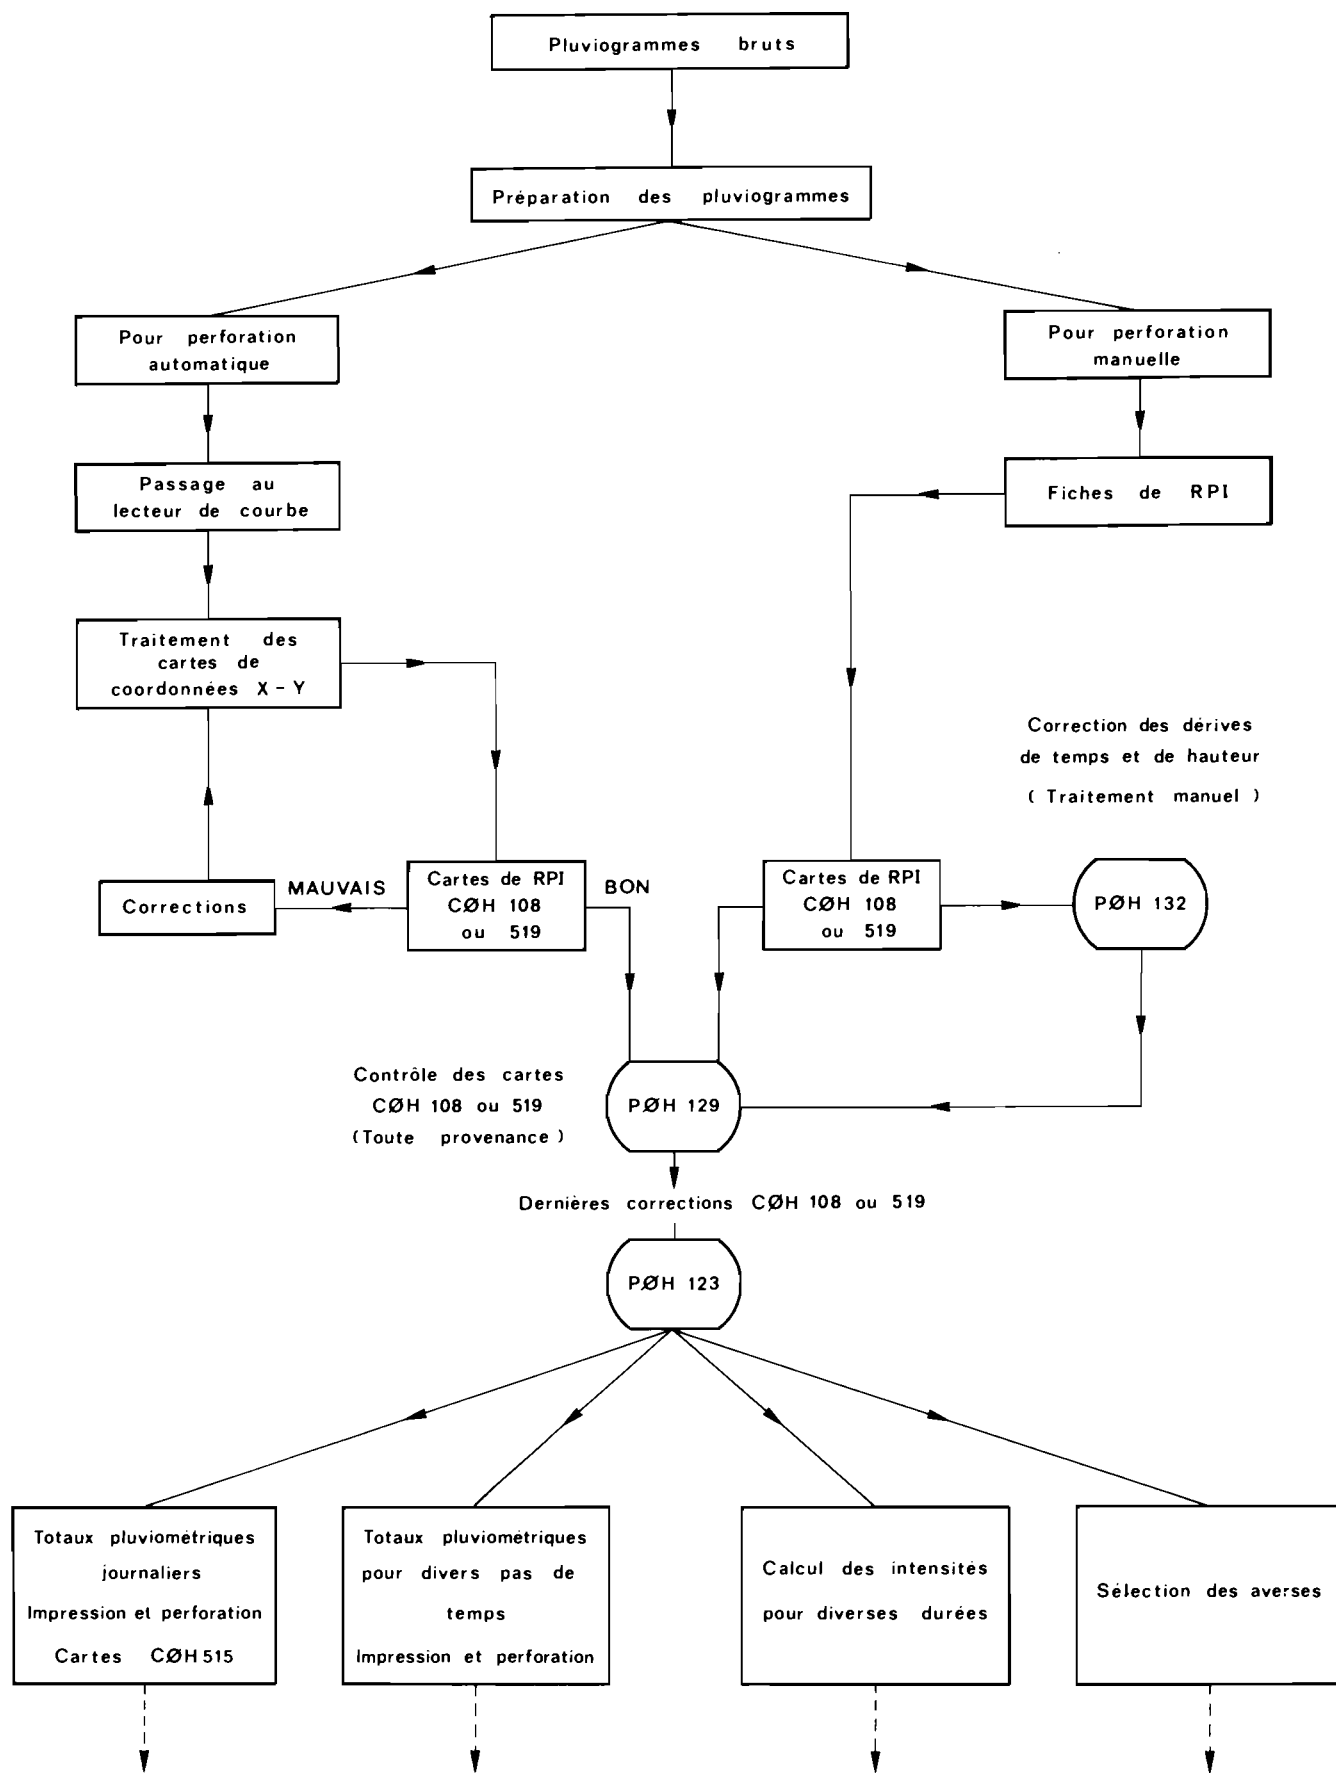 Pluviogrammes bruts
Préparation des pluviogrammes
Pour perforation
automatique
Pour perforation
manuelle
Passage au
lecteur de courbe
Fiches de RPI
Traitement des
cartes de
coordonnées X - Y
Correction des dérives
de temps et de hauteur
( Traitement manuel )
Corrections
MAUVAIS
Cartes de RPI
CØH 108
ou 519
BON
Cartes de RPI
CØH 108
ou 519
PØH 132
Contrôle des cartes
CØH 108 ou 519
(Toute provenance)
PØH 129
Dernières corrections CØH 108 ou 519
PØH 123
Totaux pluviométriques
journaliers
Impression et perforation
Cartes CØH 515
Totaux pluviométriques
pour divers pas de
temps
Impression et perforation
Calcul des intensités
pour diverses durées
Sélection des averses